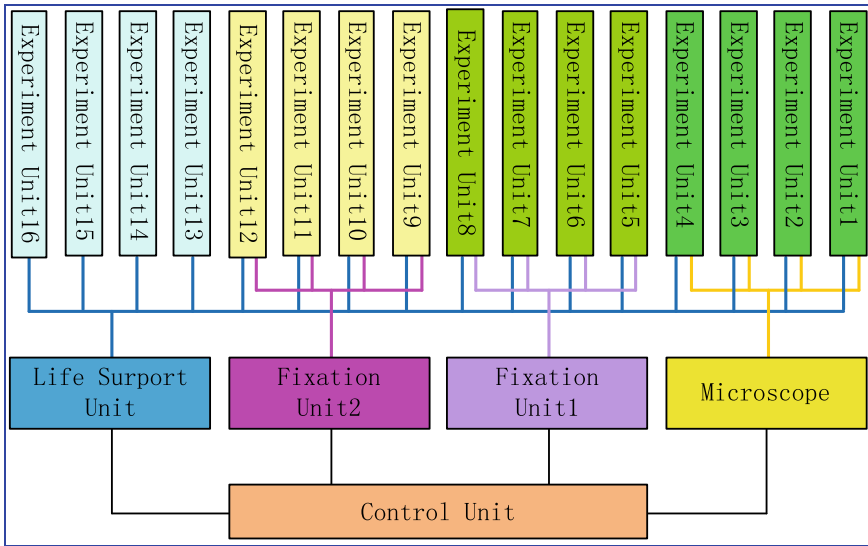 Experiment Unit16
Experiment Unit15
Experiment Unit14
Experiment Unit13
Experiment Unit12
Experiment Unit11
Experiment Unit10
Experiment Unit9
Experiment Unit8
Experiment Unit7
Experiment Unit6
Experiment Unit5
Experiment Unit4
Experiment Unit3
Experiment Unit2
Experiment Unit1
Life Surport
Unit
Fixation
Unit2
Fixation
Unit1
Microscope
Control Unit